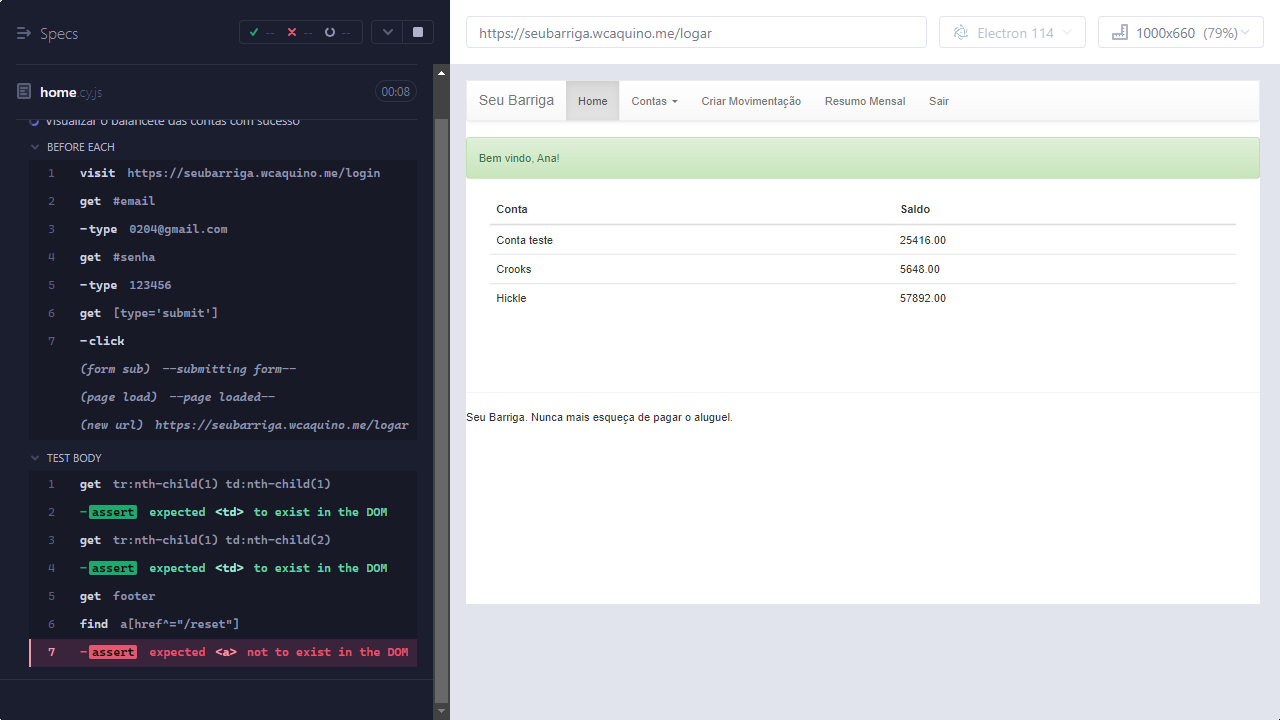 Specs
--
--
--
home.cy.js
00:08
Visualizar o balancete das contas com sucesso
BEFORE EACH
1 visit https://seubarriga.wcaquino.me/login
2 get #email
3 -type 0204@gmail.com
4 get #senha
5 -type 123456
6 get [type='submit']
7 -click
(form sub) --submitting form--
(page load) --page loaded--
(new url) https://seubarriga.wcaquino.me/logar
TEST BODY
1 get tr:nth-child(1) td:nth-child(1)
2 -assert expected <td> to exist in the DOM
3 get tr:nth-child(1) td:nth-child(2)
4 -assert expected <td> to exist in the DOM
5 get footer
6 find a[href^="/reset"]
7 -assert expected <a> not to exist in the DOM
https://seubarriga.wcaquino.me/logar
Electron 114
1000x660 (79%)
Seu Barriga Home Contas Criar Movimentação Resumo Mensal Sair
Bem vindo, Ana!
Conta Saldo
Conta teste 25416.00
Crooks 5648.00
Hickle 57892.00
Seu Barriga. Nunca mais esqueça de pagar o aluguel.